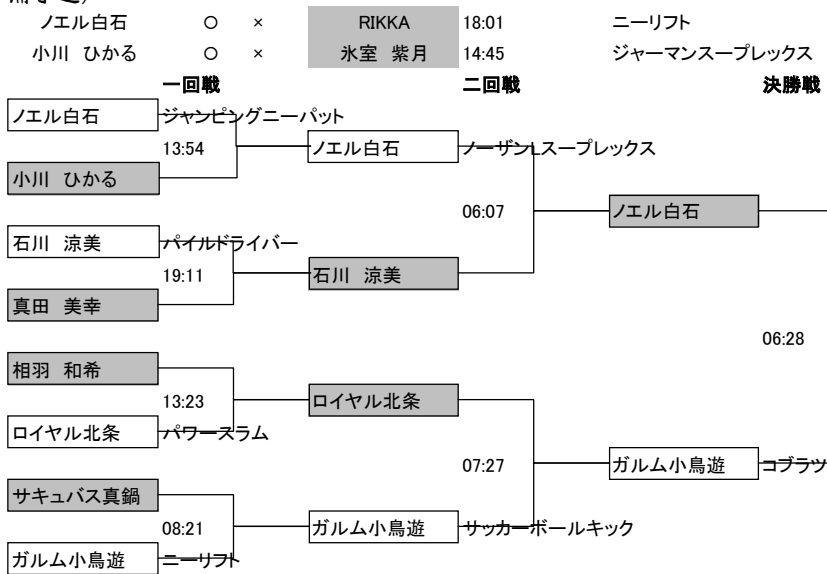 ノエル白石 ○ × RIKKA 18:01 ニーリフト
小川 ひかる ○ × 氷室 紫月 14:45 ジャーマンスープレックス
一回戦 二回戦 決勝戦
ノエル白石 ジャンピングニーパット
13:54 ノエル白石 ノーザンLスープレックス
小川 ひかる
06:07 ノエル白石
石川 涼美 パイルドライバー
19:11 石川 涼美
真田 美幸
06:28
相羽 和希
13:23 ロイヤル北条
ロイヤル北条 パワースラム
07:27 ガルム小鳥遊 コブラツ
サキュバス真鍋
08:21 ガルム小鳥遊 サッカーボールキック
ガルム小鳥遊 ニーリフト